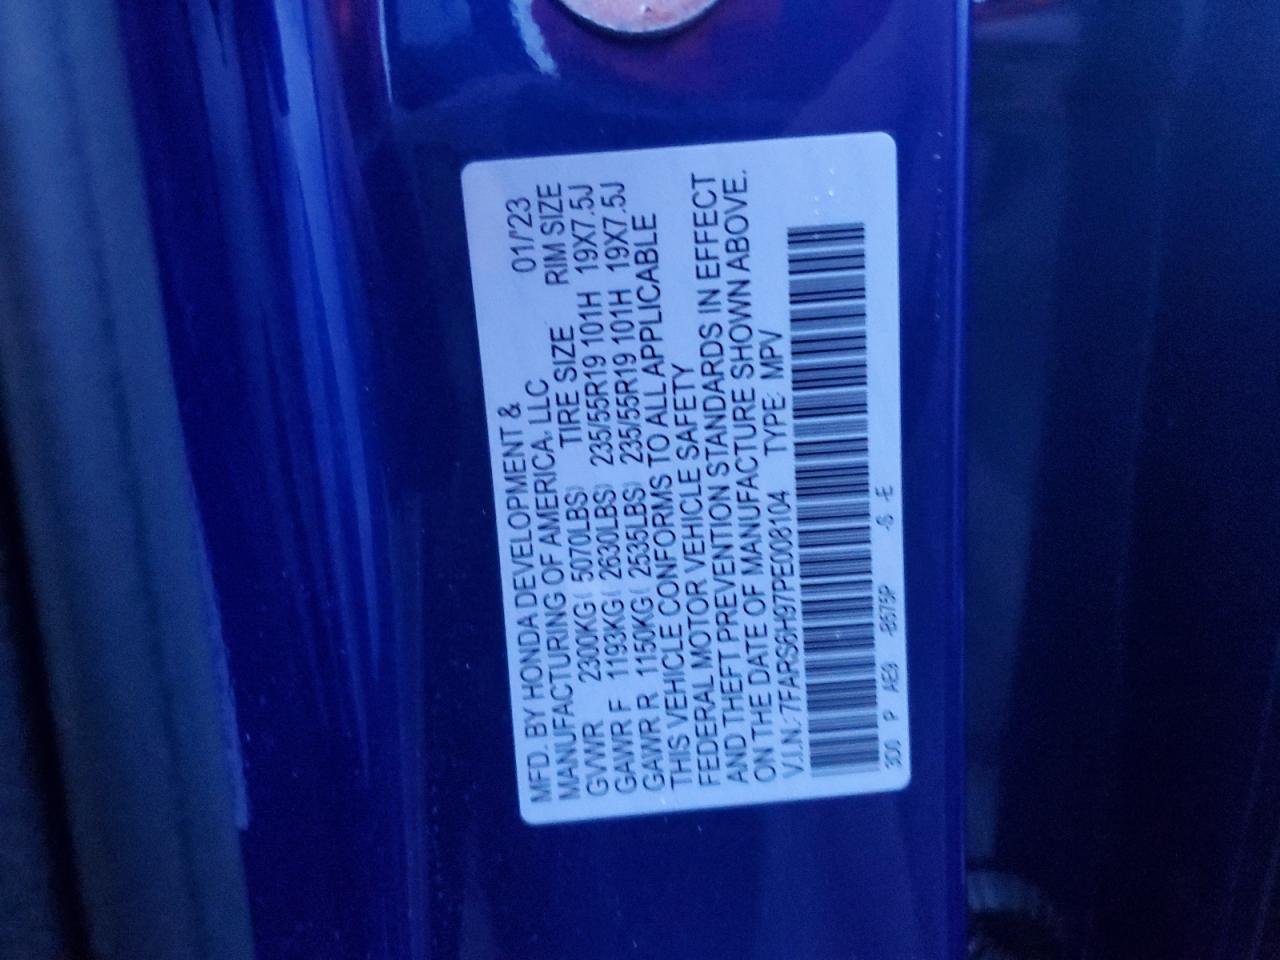 MFD. BY HONDA DEVELOPMENT & 01/'23
MANUFACTURING OF AMERICA, LLC
TIRE SIZE RIM SIZE
GVWR 2300KG( 5070LBS)
GAWR F 1193KG( 2630LBS) 235/55R19 101H 19X7.5J
GAWR R 1150KG( 2535LBS) 235/55R19 101H 19X7.5J
THIS VEHICLE CONFORMS TO ALL APPLICABLE
FEDERAL MOTOR VEHICLE SAFETY
AND THEFT PREVENTION STANDARDS IN EFFECT
ON THE DATE OF MANUFACTURE SHOWN ABOVE.
V.I.N.: 7FARS6H97PE008104 TYPE: MPV
300 P AE9 -B575P -S -E